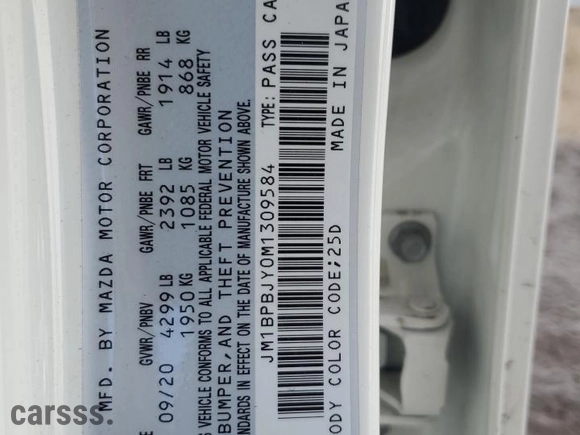 MFD. BY MAZDA MOTOR CORPORATION
GVWR/PNBV GAWR/PNBE FRT GAWR/PNBE RR
09/20 4299 LB 2392 LB 1914 LB
1950 KG 1085 KG 868 KG
VEHICLE CONFORMS TO ALL APPLICABLE FEDERAL MOTOR VEHICLE SAFETY
BUMPER, AND THEFT PREVENTION
IN EFFECT ON THE DATE OF MANUFACTURE SHOWN ABOVE.
JM1BPBJY0M1309584 TYPE: PASS CA
ODY COLOR CODE;25D MADE IN JAPA
carsss.